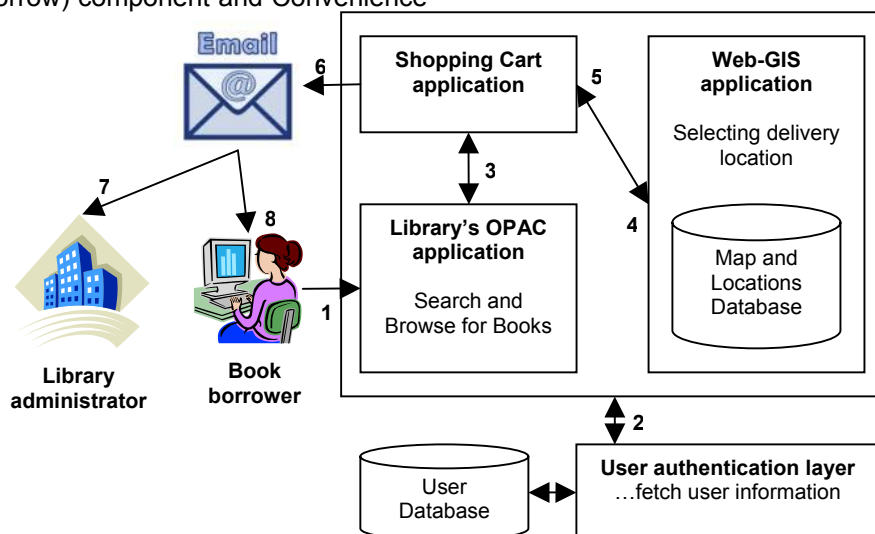 orrow) component and Convenience
Email
@
6
Shopping Cart
application
5
Web-GIS
application
Selecting delivery
location
3
7
8
Library's OPAC
application
Search and
Browse for Books
4
Map and
Locations
Database
1
Library
administrator
Book
borrower
2
User
Database
User authentication layer
…fetch user information